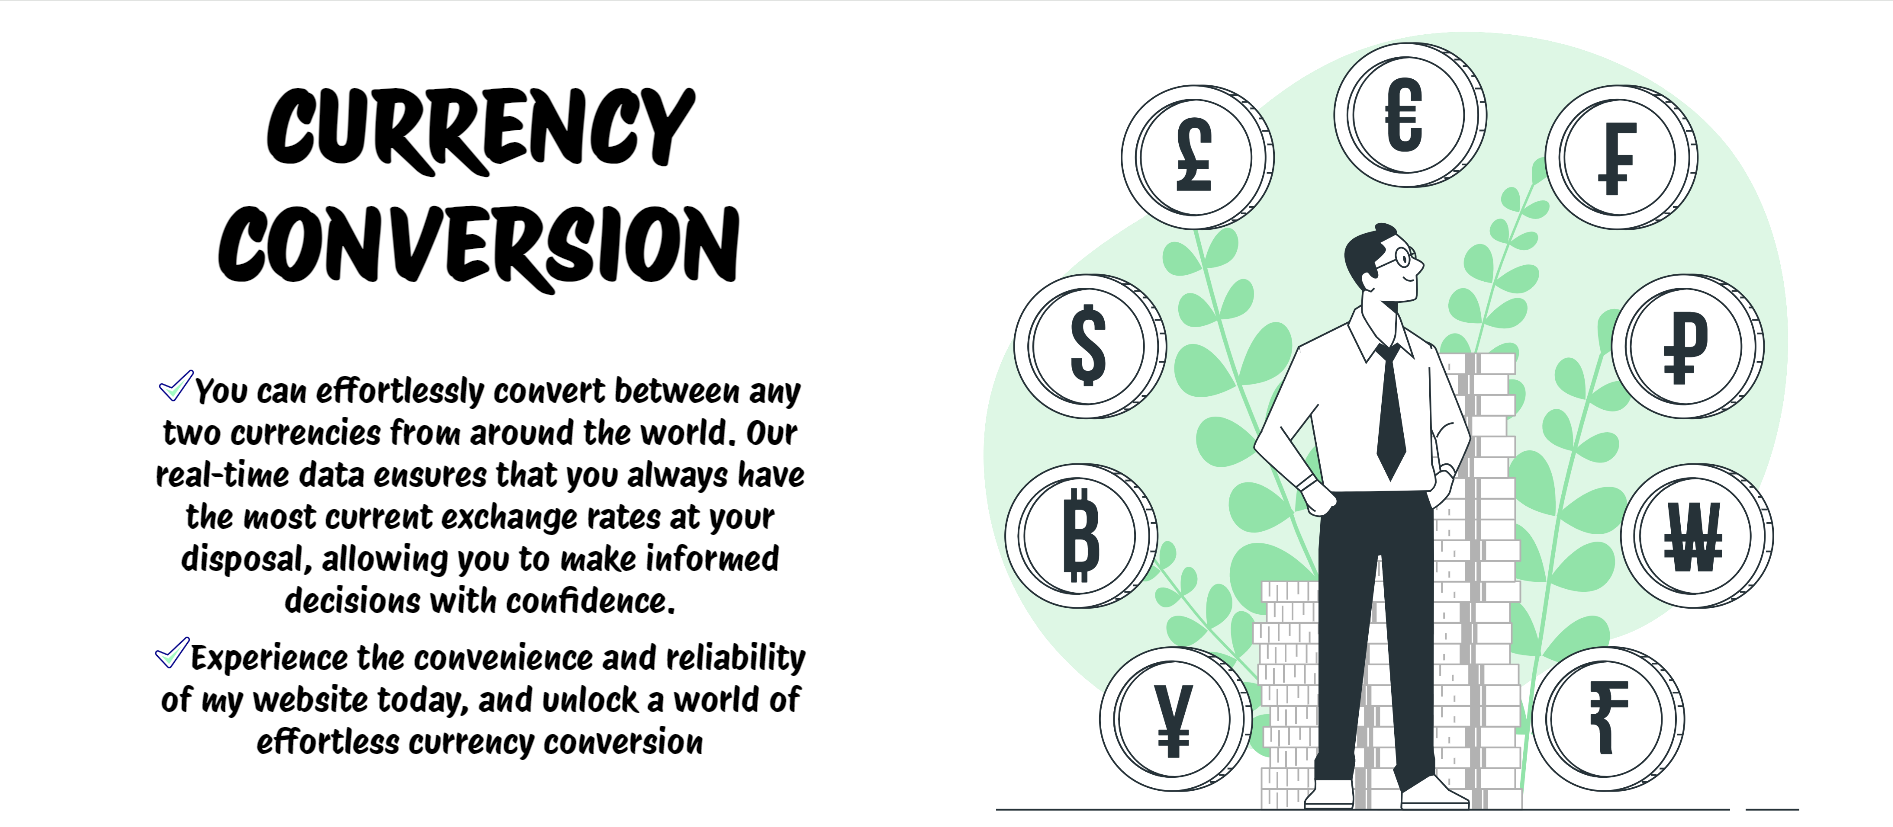 CURRENCY
CONVERSION
You can effortlessly convert between any
two currencies from around the world. Our
real-time data ensures that you always have
the most current exchange rates at your
disposal, allowing you to make informed
decisions with confidence.
Experience the convenience and reliability
of my website today, and unlock a world of
effortless currency conversion
€
£
₣
$
₽
฿
₩
¥
₹